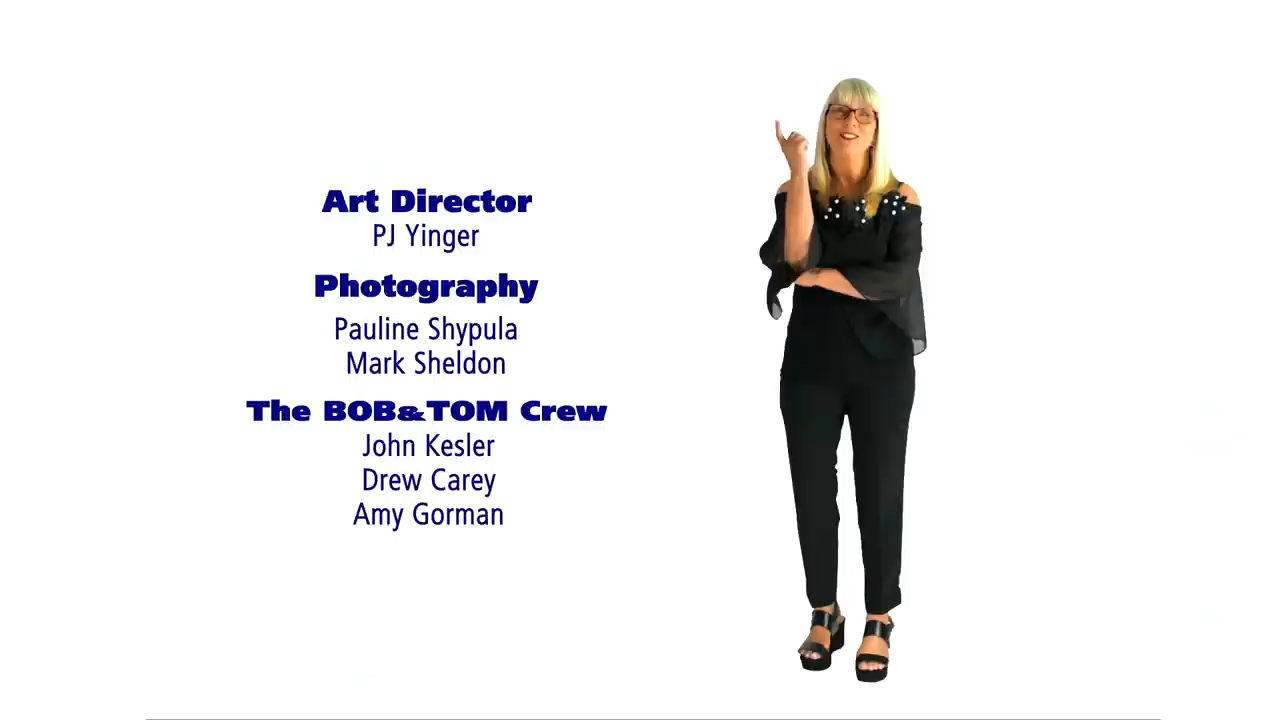 Art Director
PJ Yinger
Photography
Pauline Shypula
Mark Sheldon
The BOB&TOM Crew
John Kesler
Drew Carey
Amy Gorman